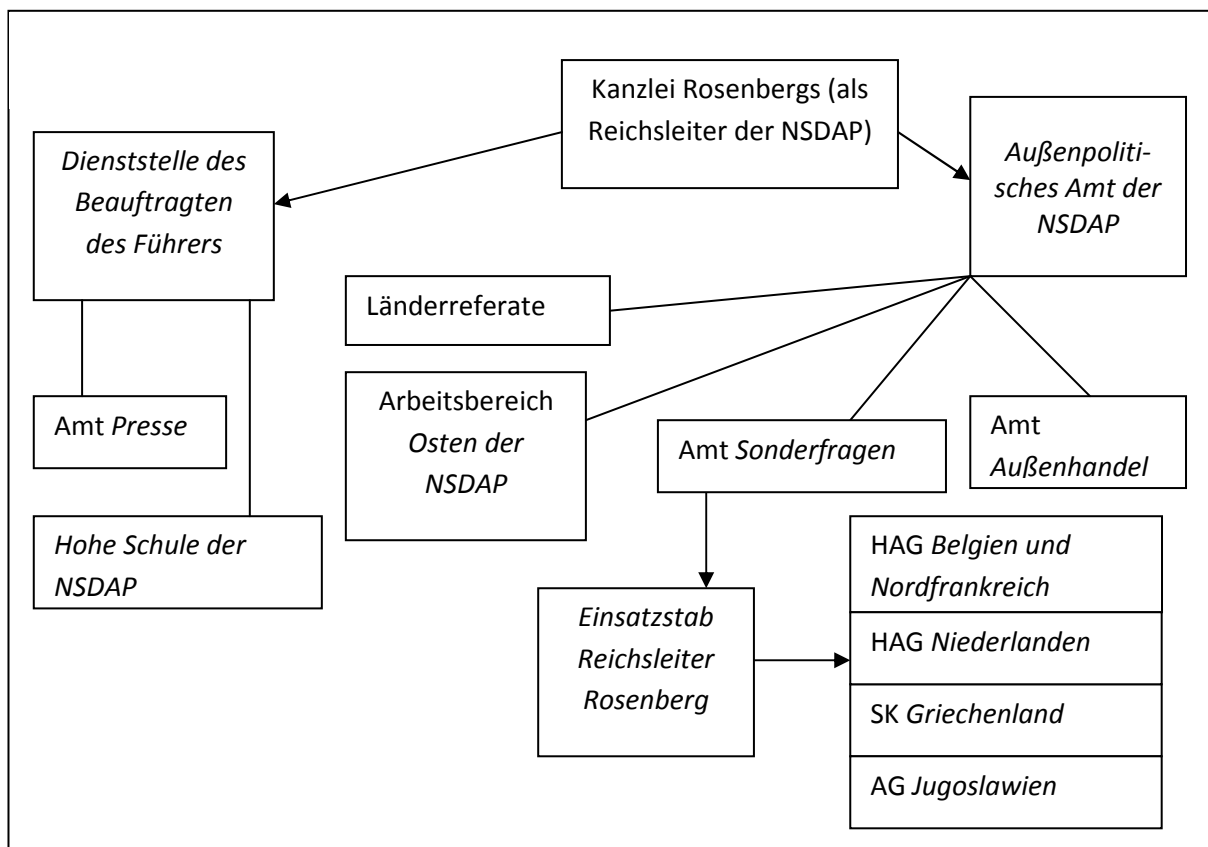 Kanzlei Rosenbergs (als
Reichsleiter der NSDAP)
Dienststelle des
Beauftragten
des Führers
Außenpoliti-
sches Amt der
NSDAP
Länderreferate
Arbeitsbereich
Osten der
NSDAP
Amt Presse
Amt Sonderfragen
Amt
Außenhandel
Hohe Schule der
NSDAP
Einsatzstab
Reichsleiter
Rosenberg
HAG Belgien und
Nordfrankreich
HAG Niederlanden
SK Griechenland
AG Jugoslawien